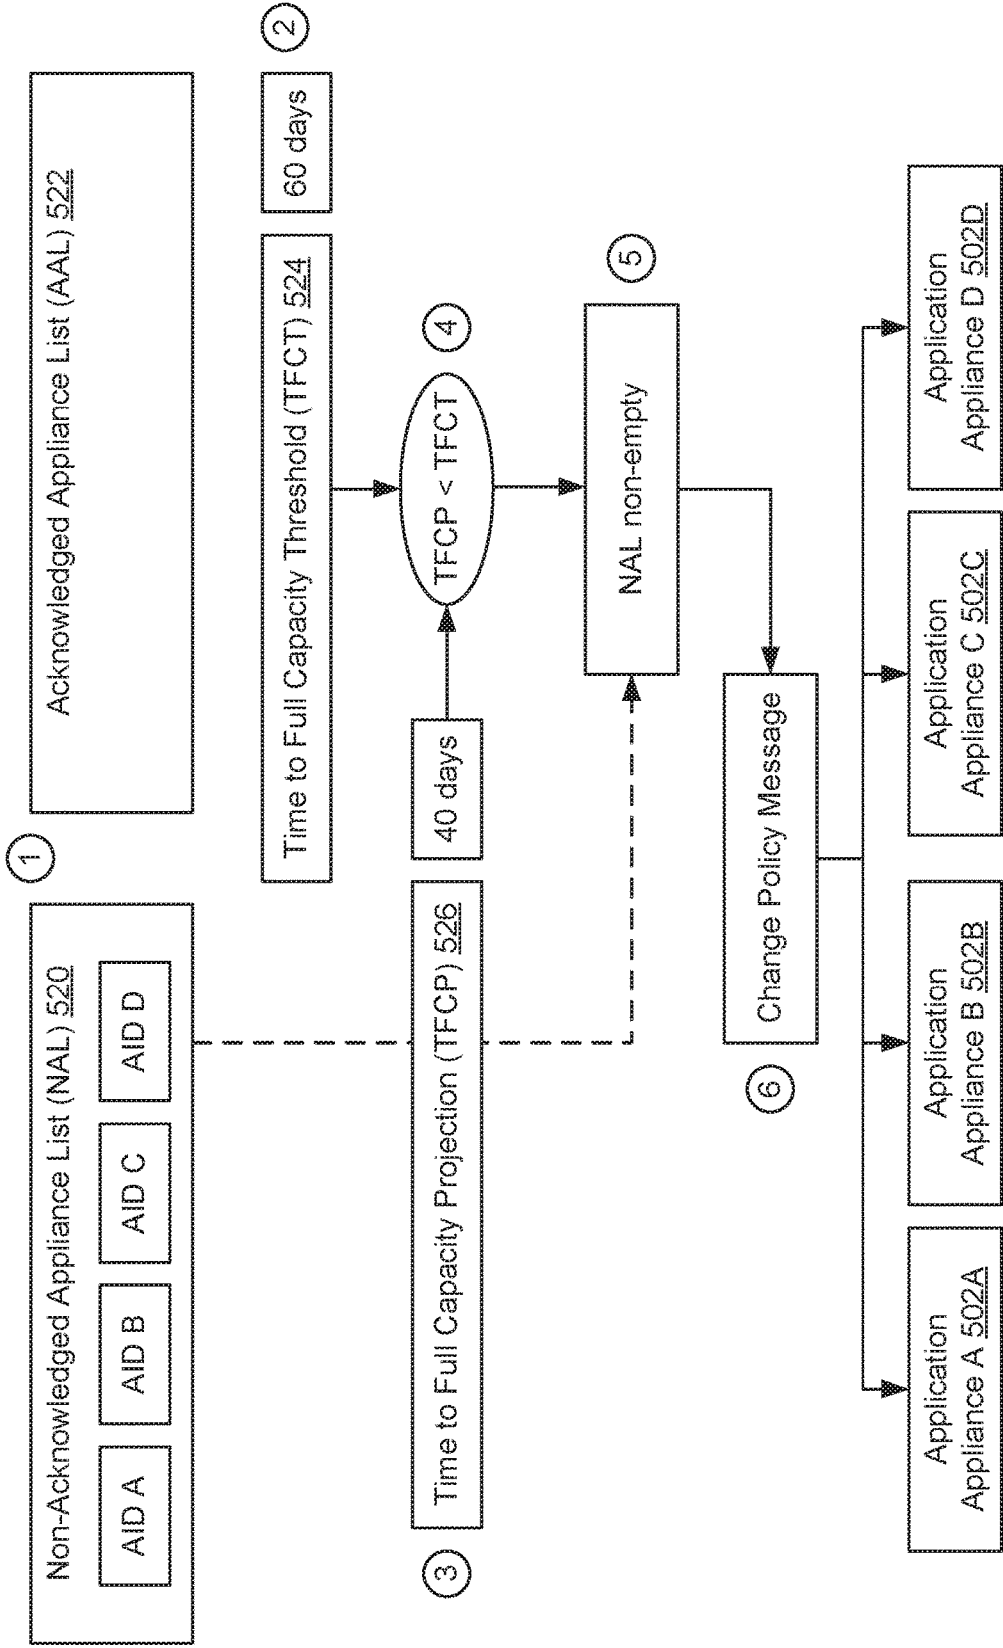 1
Non-Acknowledged Appliance List (NAL) 520
AID A
AID B
AID C
AID D
Acknowledged Appliance List (AAL) 522
Time to Full Capacity Threshold (TFCT) 524
60 days
2
3
Time to Full Capacity Projection (TFCP) 526
40 days
TFCP < TFCT
4
NAL non-empty
5
6
Change Policy Message
Application
Appliance A 502A
Application
Appliance B 502B
Application
Appliance C 502C
Application
Appliance D 502D